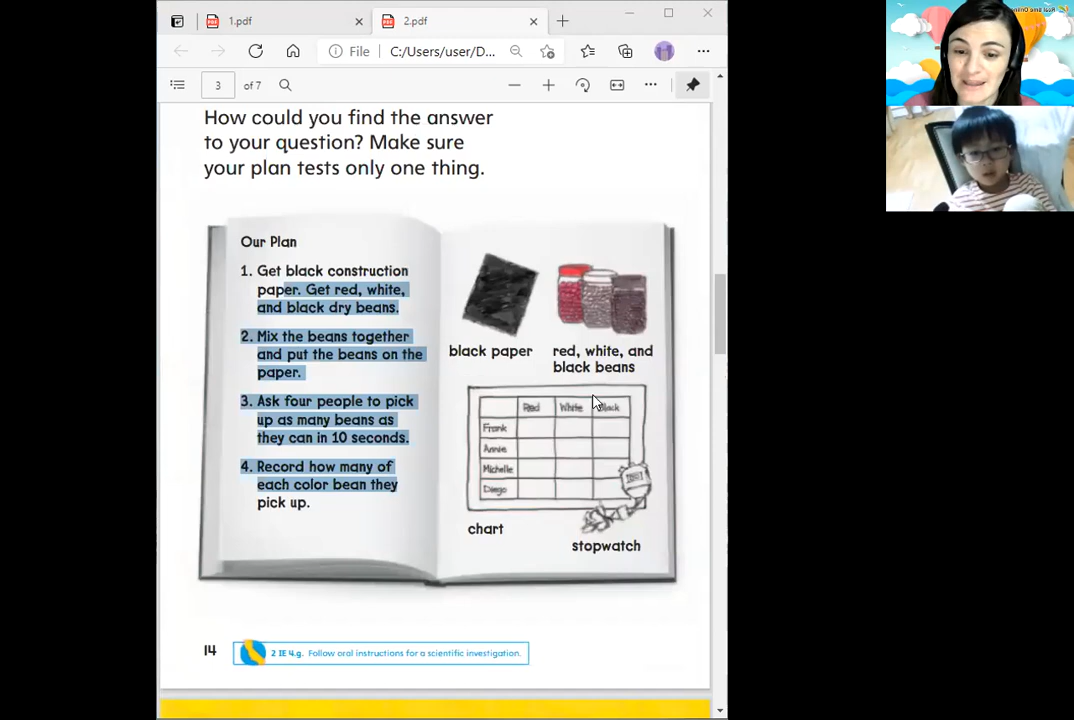 1.pdf
2.pdf
File
C:/Users/user/D...
3
of 7
How could you find the answer
to your question? Make sure
your plan tests only one thing.
Our Plan
1. Get black construction
paper. Get red, white,
and black dry beans.
2. Mix the beans together
and put the beans on the
paper.
3. Ask four people to pick
up as many beans as
they can in 10 seconds.
4. Record how many of
each color bean they
pick up.
black paper
red, white, and
black beans
Red White Black
Frank
Annie
Michelle
Diego
chart
stopwatch
14
2 IE 4.g. Follow oral instructions for a scientific investigation.